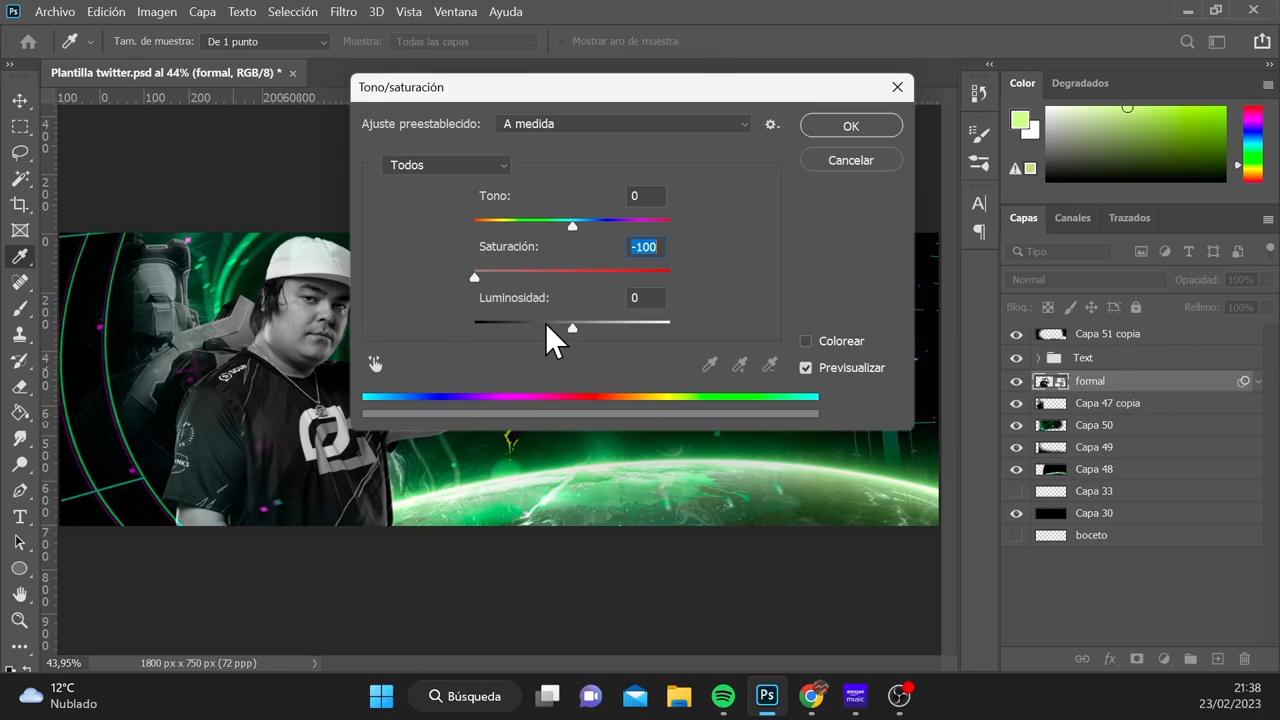 Ps Archivo Edición Imagen Capa Texto Selección Filtro 3D Vista Ventana Ayuda
Tam. de muestra: De 1 punto Muestra: Todas las capas Mostrar aro de muestra
Plantilla twitter.psd al 44% (formal, RGB/8) *
Tono/saturación
Ajuste preestablecido: A medida
OK
Todos
Cancelar
Tono: 0
Saturación: -100
Luminosidad: 0
Colorear
Previsualizar
Color Degradados
Capas Canales Trazados
Tipo
Normal Opacidad: 100%
Bloq.: Relleno: 100%
Capa 51 copia
Text
formal
Capa 47 copia
Capa 50
Capa 49
Capa 48
Capa 33
Capa 30
boceto
43,95% 1800 px x 750 px (72 ppp)
12°C
Nublado
Búsqueda
Ps
amazon
music
21:38
23/02/2023